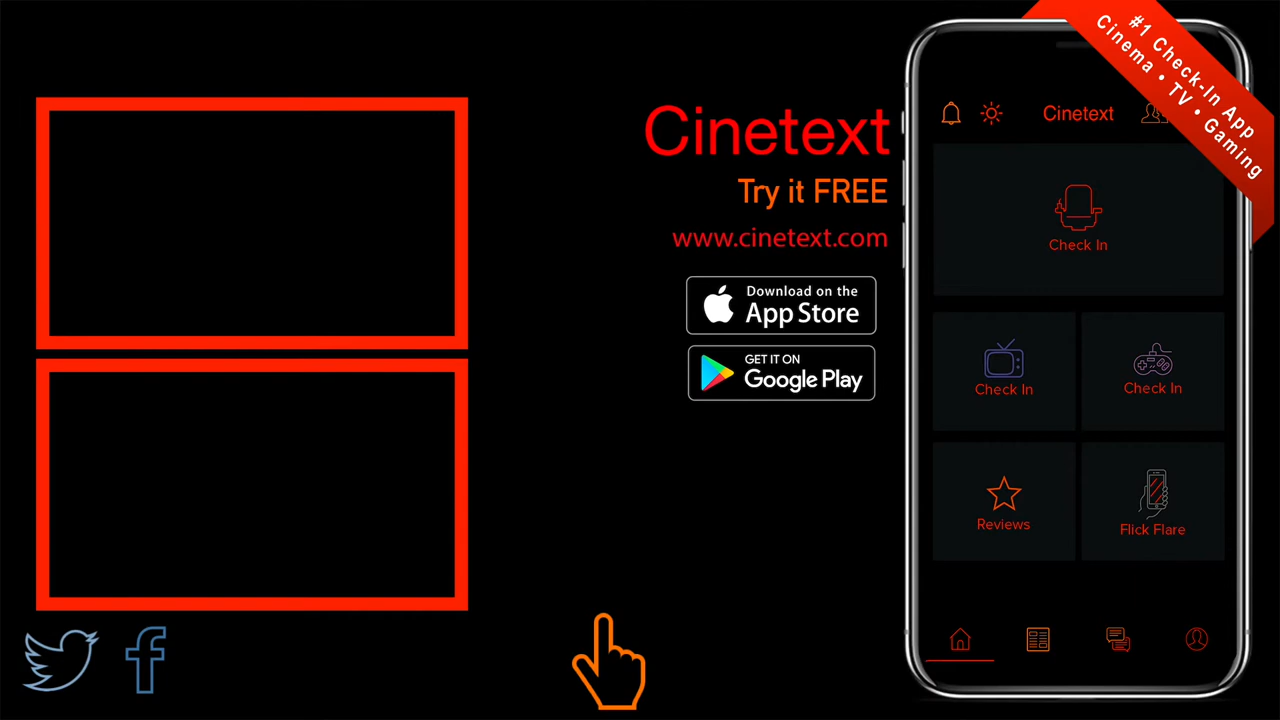 Cinetext
Try it FREE
www.cinetext.com
Download on the
App Store
GET IT ON
Google Play
#1 Check-In App
Cinema • TV • Gaming
Cinetext
Check In
Check In
Check In
Reviews
Flick Flare